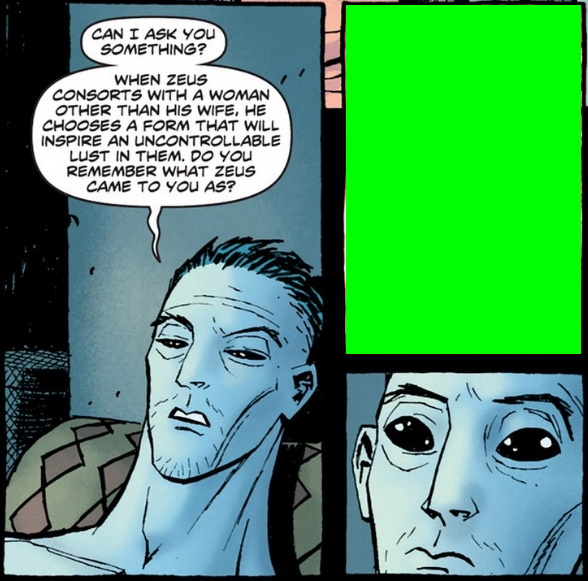 CAN I ASK YOU
SOMETHING?
WHEN ZEUS
CONSORTS WITH A WOMAN
OTHER THAN HIS WIFE, HE
CHOOSES A FORM THAT WILL
INSPIRE AN UNCONTROLLABLE
LUST IN THEM. DO YOU
REMEMBER WHAT ZEUS
CAME TO YOU AS?